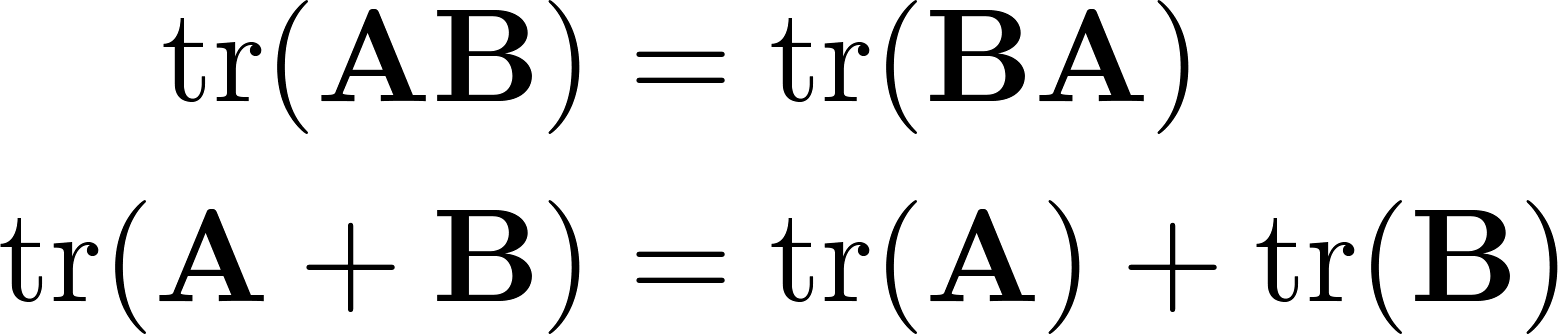 tr(AB) = tr(BA)
tr(A + B) = tr(A) + tr(B)